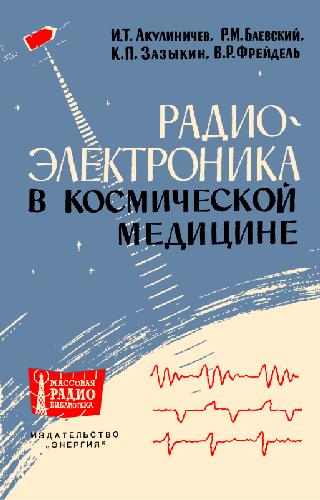 И.Т. Акулиничев, Р.М. Баевский,
К.П. Зазыкин, В.Р. Фрейдель
РАДИО-
ЭЛЕКТРОНИКА
В КОСМИЧЕСКОЙ
МЕДИЦИНЕ
МАССОВАЯ
РАДИО
БИБЛИОТЕКА
ИЗДАТЕЛЬСТВО
„ЭНЕРГИЯ"